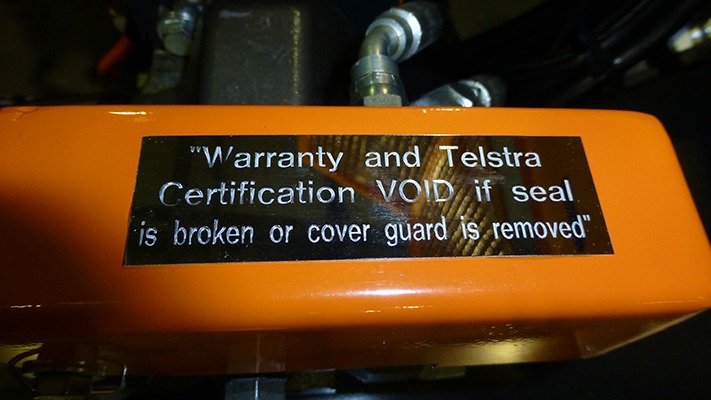 "Warranty and Telstra
Certification VOID if seal
is broken or cover guard is removed"